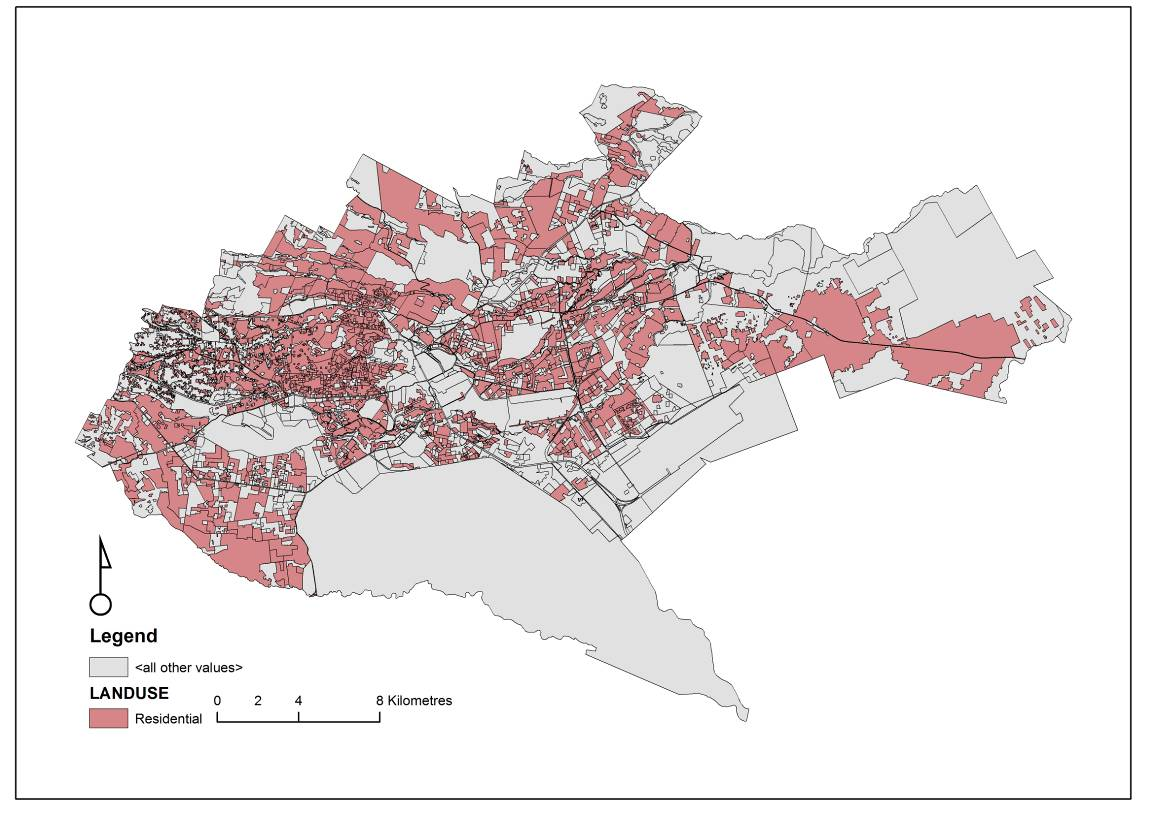 Legend
<all other values>
LANDUSE
0 2 4 8 Kilometres
Residential